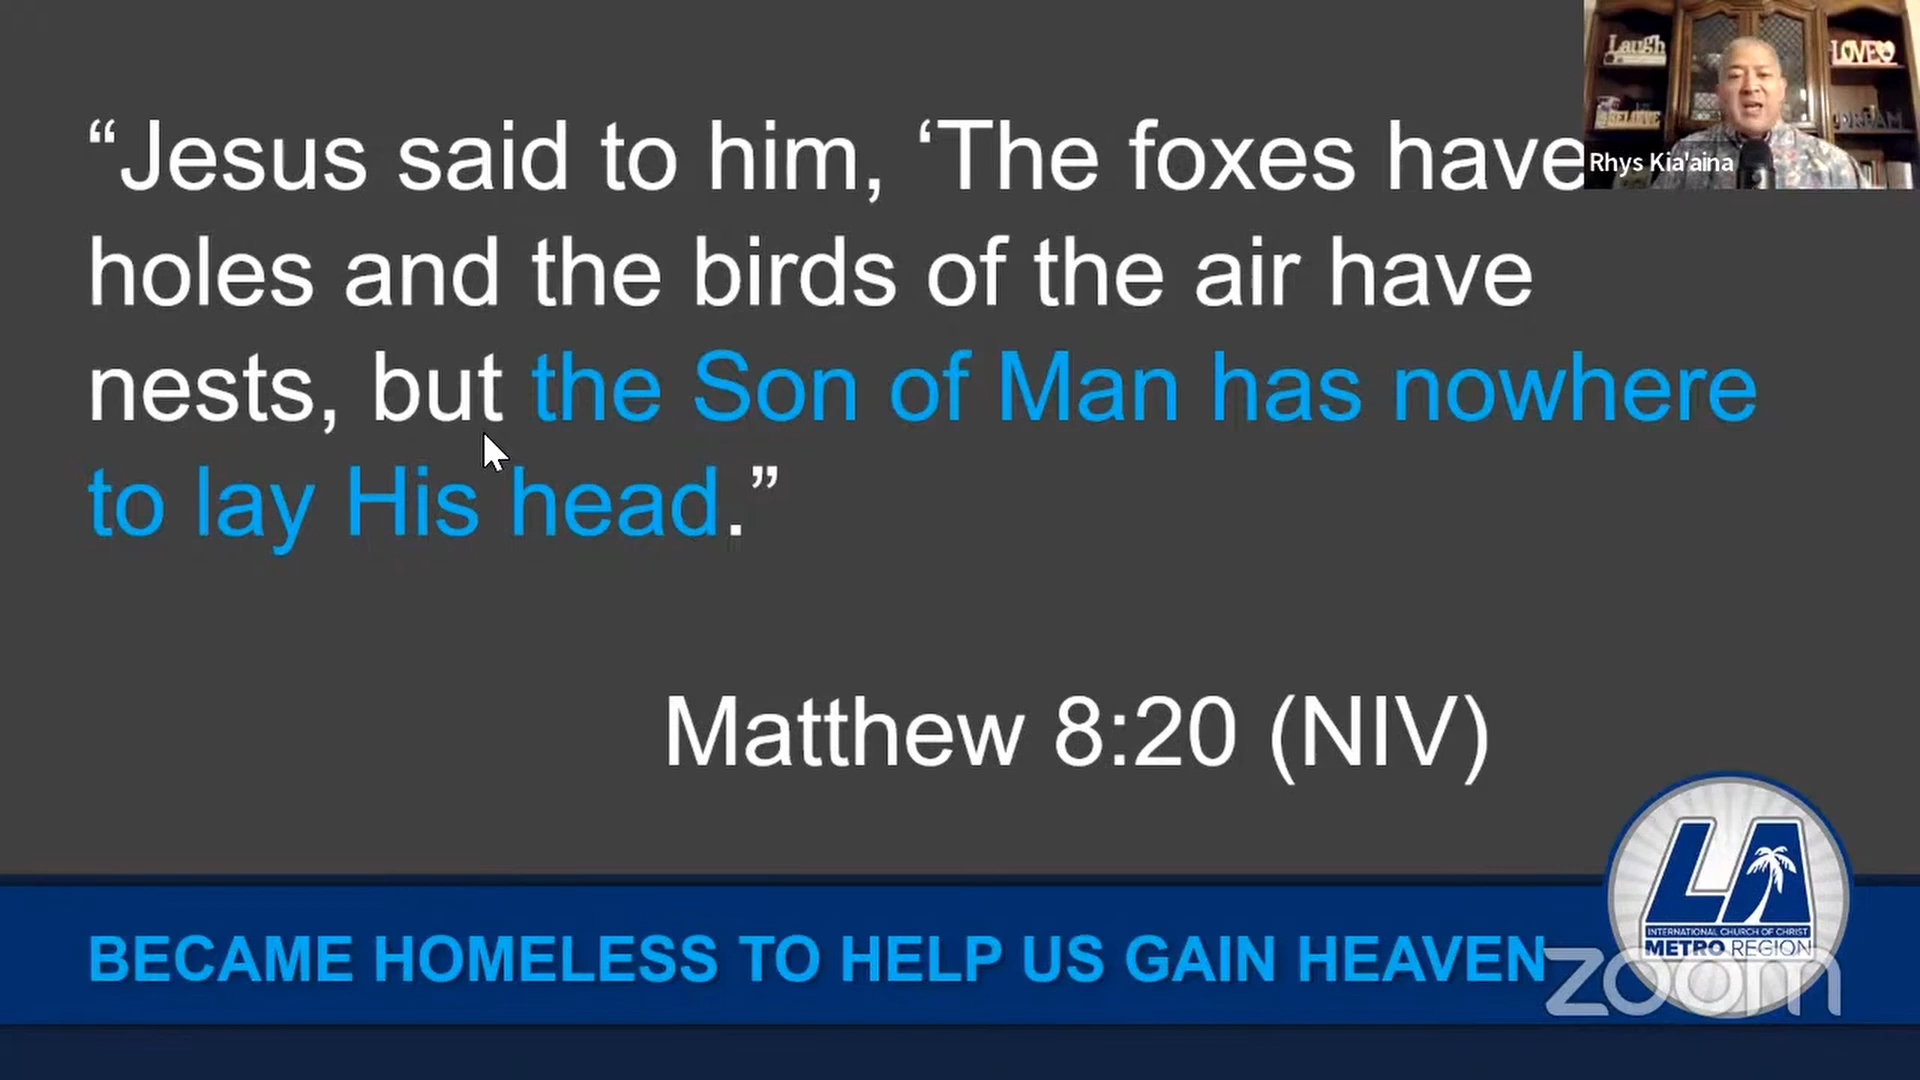 “Jesus said to him, ‘The foxes have
holes and the birds of the air have
nests, but the Son of Man has nowhere
to lay His head.”
Matthew 8:20 (NIV)
BECAME HOMELESS TO HELP US GAIN HEAVEN
Laugh
LOVE
BELIEVE
DREAM
Rhys Kia'aina
LA
INTERNATIONAL CHURCH OF CHRIST
METRO REGION
zoom